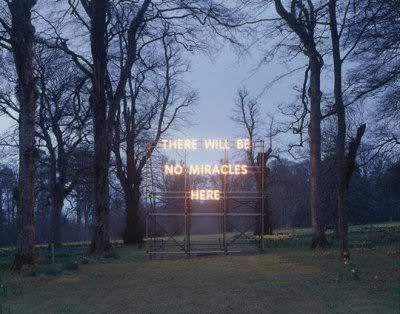 THERE WILL BE
NO MIRACLES
HERE